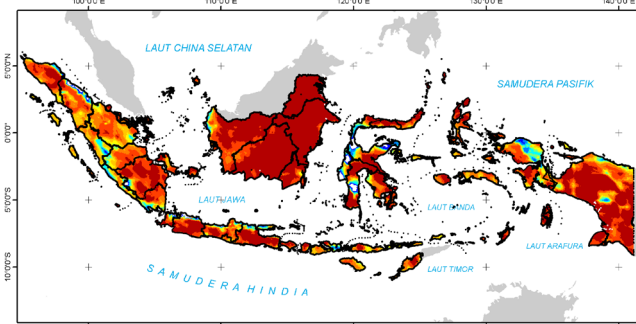 100°0'0"E 110°0'0"E 120°0'0"E 130°0'0"E 140°0'0"E
LAUT CHINA SELATAN
SAMUDERA PASIFIK
5°0'0"N
0°0'0"
5°0'0"S
10°0'0"S
LAUT JAWA
LAUT BANDA
LAUT ARAFURA
LAUT TIMOR
SAMUDERA HINDIA